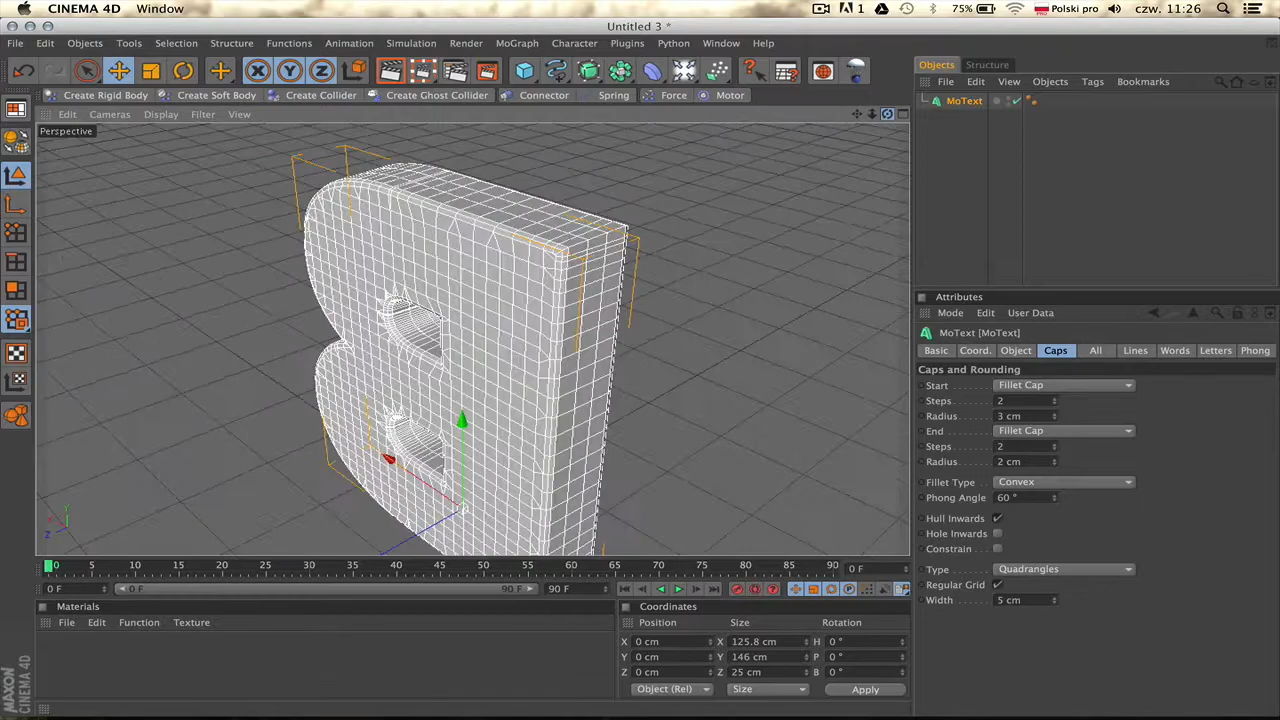 CINEMA 4D Window 1 75% Polski pro czw. 11:26
Untitled 3 *
File Edit Objects Tools Selection Structure Functions Animation Simulation Render MoGraph Character Plugins Python Window Help
X Y Z
Create Rigid Body Create Soft Body Create Collider Create Ghost Collider Connector Spring Force Motor
Edit Cameras Display Filter View
Perspective
Y
X
Z
0 5 10 15 20 25 30 35 40 45 50 55 60 65 70 75 80 85 90 0 F
0 F 0 F 90 F 90 F
Materials
File Edit Function Texture
Coordinates
Position Size Rotation
X 0 cm X 125.8 cm H 0 °
Y 0 cm Y 146 cm P 0 °
Z 0 cm Z 25 cm B 0 °
Object (Rel) Size Apply
MAXON
CINEMA 4D
Objects Structure
File Edit View Objects Tags Bookmarks
MoText
Attributes
Mode Edit User Data
MoText [MoText]
Basic Coord. Object Caps All Lines Words Letters Phong
Caps and Rounding
Start Fillet Cap
Steps 2
Radius 3 cm
End Fillet Cap
Steps 2
Radius 2 cm
Fillet Type Convex
Phong Angle 60 °
Hull Inwards
Hole Inwards
Constrain
Type Quadrangles
Regular Grid
Width 5 cm